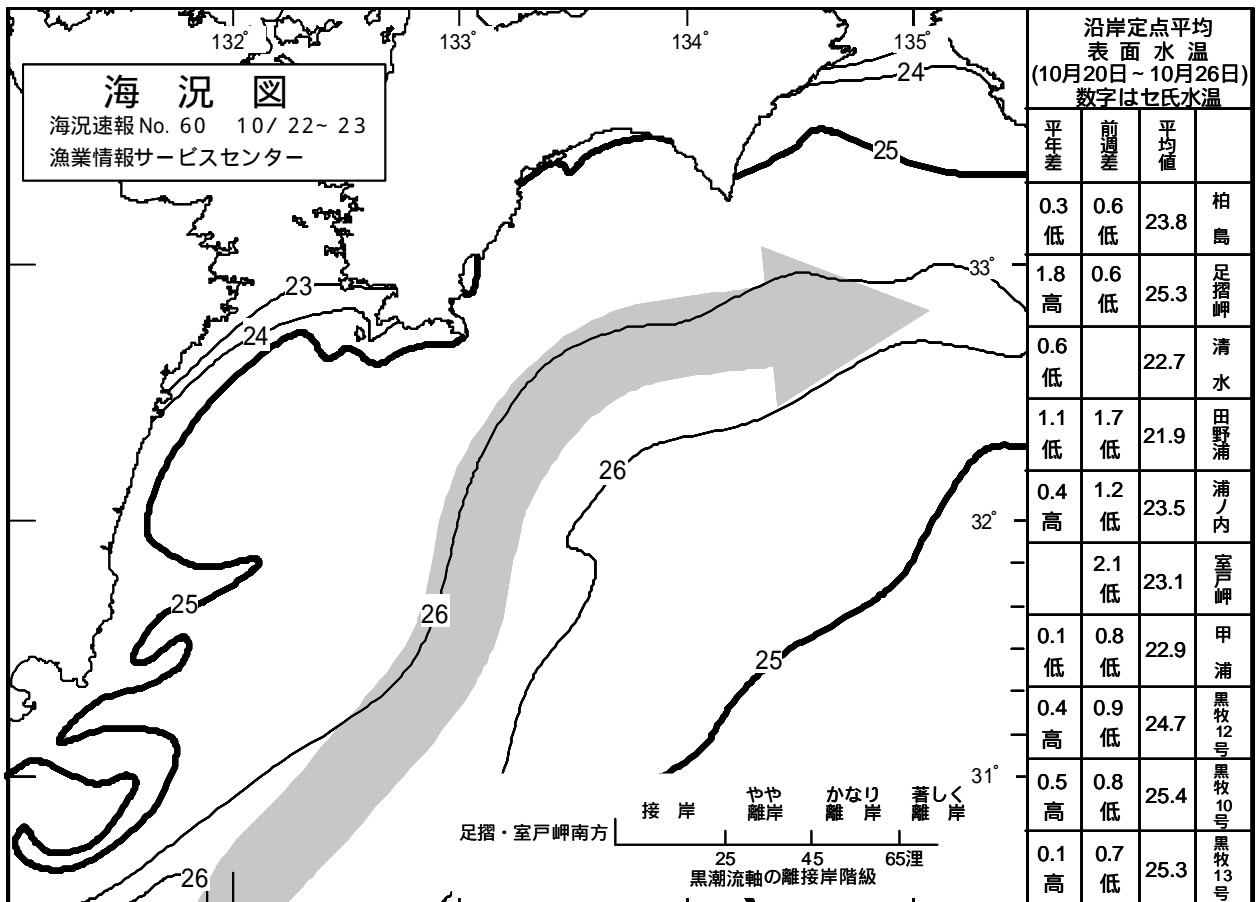 海況図
海況速報 No. 60 10/ 22~ 23
漁業情報サービスセンター
132°
133°
134°
135°
24
25
33°
23
24
26
32°
25
26
25
31°
26
接岸
やや離岸
かなり離岸
著しく離岸
足摺・室戸岬南方
25 45 65浬
黒潮流軸の離接岸階級
沿岸定点平均
表面水温
(10月20日~10月26日)
数字はセ氏水温
平年差 前週差 平均値
0.3低 0.6低 23.8 柏島
1.8高 0.6低 25.3 足摺岬
0.6低 22.7 清水
1.1低 1.7低 21.9 田野浦
0.4高 1.2低 23.5 浦ノ内
2.1低 23.1 室戸岬
0.1低 0.8低 22.9 甲浦
0.4高 0.9低 24.7 黒牧12号
0.5高 0.8低 25.4 黒牧10号
0.1高 0.7低 25.3 黒牧13号